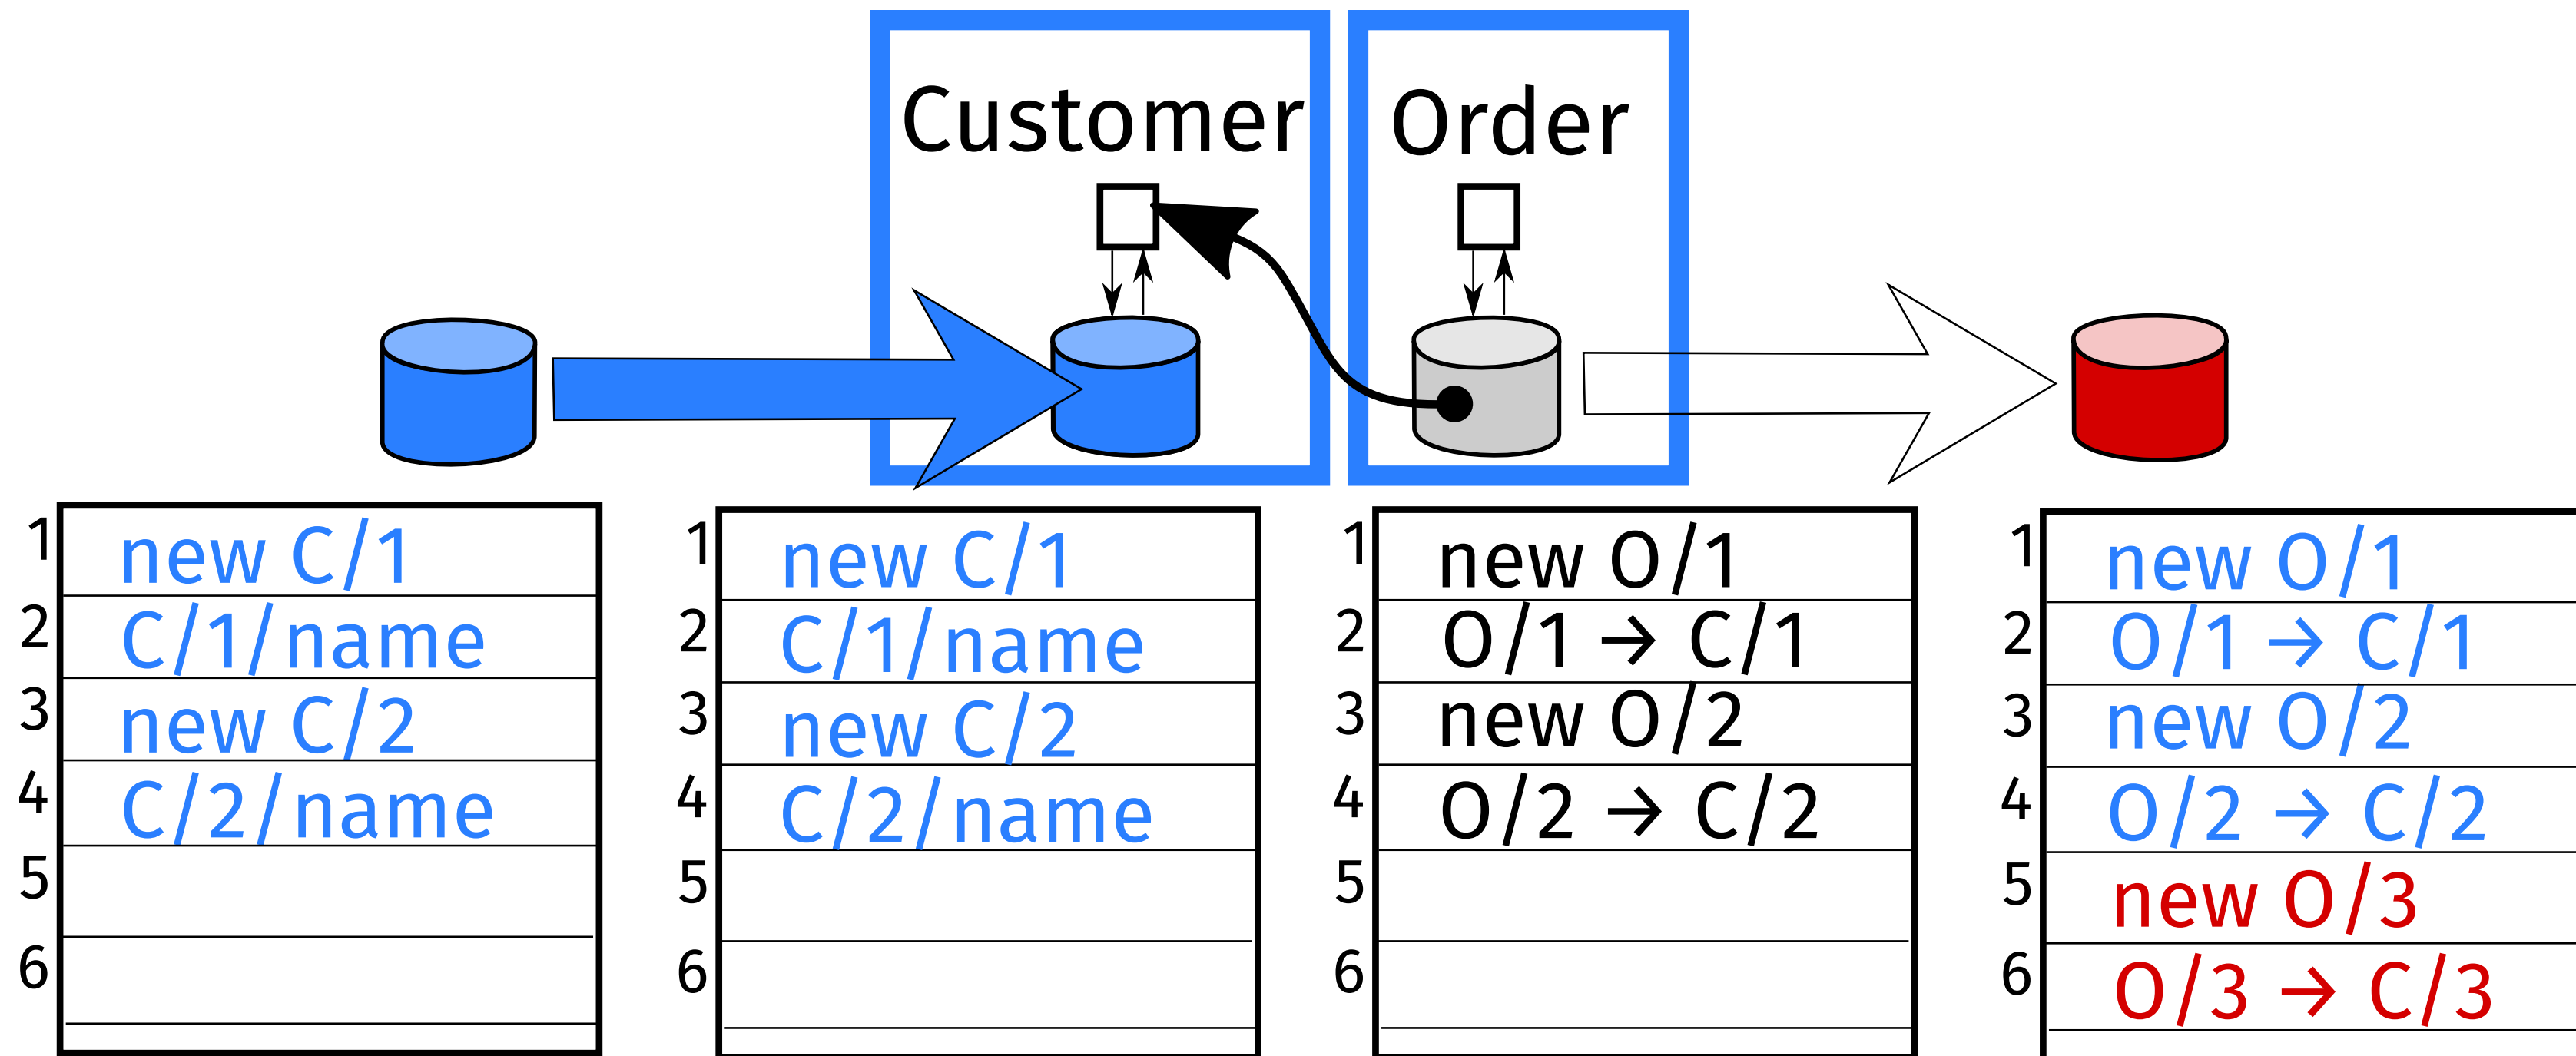 Customer
Order
1 new C/1
2 C/1/name
3 new C/2
4 C/2/name
5
6
1 new C/1
2 C/1/name
3 new C/2
4 C/2/name
5
6
1 new O/1
2 O/1 → C/1
3 new O/2
4 O/2 → C/2
5
6
1 new O/1
2 O/1 → C/1
3 new O/2
4 O/2 → C/2
5 new O/3
6 O/3 → C/3